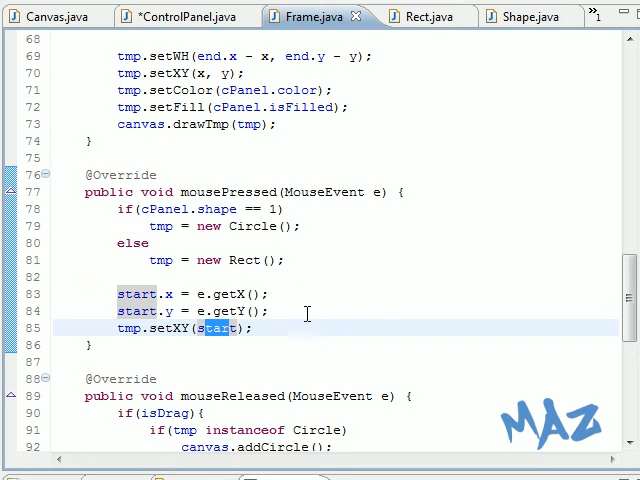 Canvas.java *ControlPanel.java Frame.java Rect.java Shape.java »1
68
69 tmp.setWH(end.x - x, end.y - y);
70 tmp.setXY(x, y);
71 tmp.setColor(cPanel.color);
72 tmp.setFill(cPanel.isFilled);
73 canvas.drawTmp(tmp);
74 }
75
76 @Override
77 public void mousePressed(MouseEvent e) {
78 if(cPanel.shape == 1)
79 tmp = new Circle();
80 else
81 tmp = new Rect();
82
83 start.x = e.getX();
84 start.y = e.getY();
85 tmp.setXY(start);
86 }
87
88 @Override
89 public void mouseReleased(MouseEvent e) {
90 if(isDrag){
91 if(tmp instanceof Circle)
92 canvas.addCircle();
MAZ